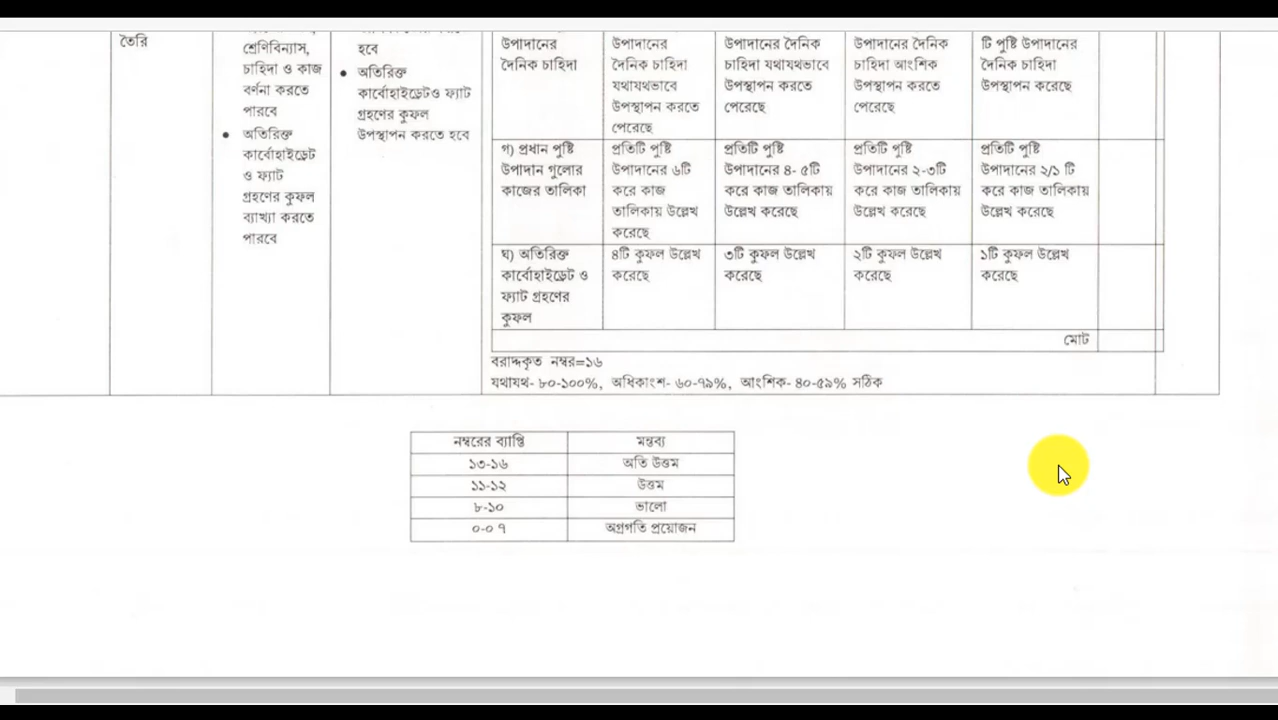 তৈরি
শ্রেণিবিন্যাস,
চাহিদা ও কাজ
বর্ণনা করতে
পারবে
● অতিরিক্ত
কার্বোহাইড্রেট
ও ফ্যাট
গ্রহণের কুফল
ব্যাখ্যা করতে
পারবে
হবে
● অতিরিক্ত
কার্বোহাইড্রেটও ফ্যাট
গ্রহণের কুফল
উপস্থাপন করতে হবে
উপাদানের
দৈনিক চাহিদা
উপাদানের
দৈনিক চাহিদা
যথাযথভাবে
উপস্থাপন করতে
পেরেছে
উপাদানের দৈনিক
চাহিদা যথাযথভাবে
উপস্থাপন করতে
পেরেছে
উপাদানের দৈনিক
চাহিদা আংশিক
উপস্থাপন করতে
পেরেছে
টি পুষ্টি উপাদানের
দৈনিক চাহিদা
উপস্থাপন করেছে
গ) প্রধান পুষ্টি
উপাদান গুলোর
কাজের তালিকা
প্রতিটি পুষ্টি
উপাদানের ৬টি
করে কাজ
তালিকায় উল্লেখ
করেছে
প্রতিটি পুষ্টি
উপাদানের ৪- ৫টি
করে কাজ তালিকায়
উল্লেখ করেছে
প্রতিটি পুষ্টি
উপাদানের ২-৩টি
করে কাজ তালিকায়
উল্লেখ করেছে
প্রতিটি পুষ্টি
উপাদানের ২/১ টি
করে কাজ তালিকায়
উল্লেখ করেছে
ঘ) অতিরিক্ত
কার্বোহাইড্রেট ও
ফ্যাট গ্রহণের
কুফল
৪টি কুফল উল্লেখ
করেছে
৩টি কুফল উল্লেখ
করেছে
২টি কুফল উল্লেখ
করেছে
১টি কুফল উল্লেখ
করেছে
মোট
বরাদ্দকৃত নম্বর=১৬
যথাযথ- ৮০-১০০%, অধিকাংশ- ৬০-৭৯%, আংশিক- ৪০-৫৯% সঠিক
নম্বরের ব্যাপ্তি মন্তব্য
১৩-১৬ অতি উত্তম
১১-১২ উত্তম
৮-১০ ভালো
০-০৭ অগ্রগতি প্রয়োজন